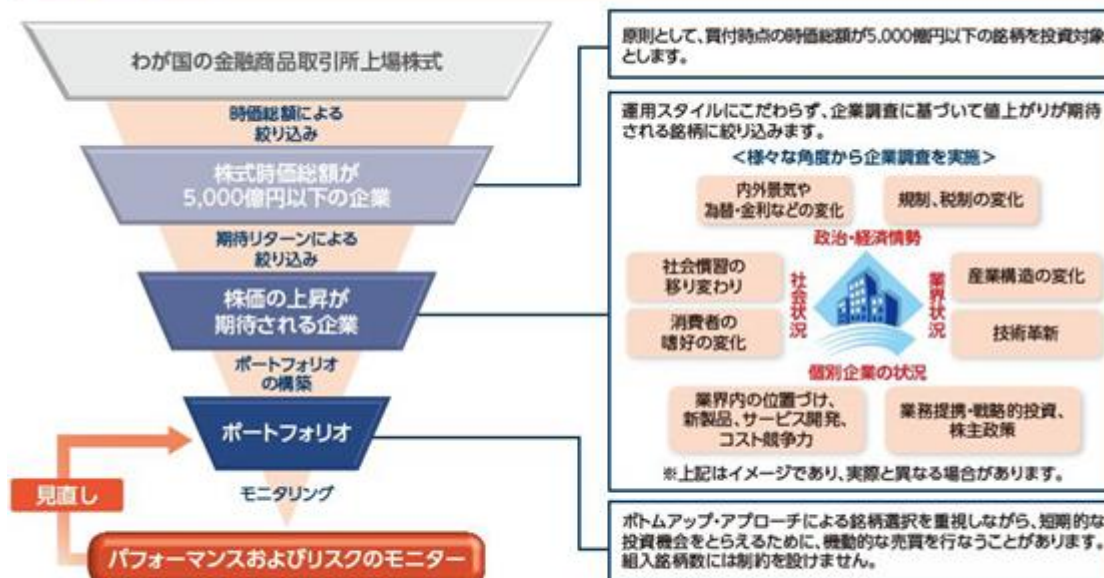 わが国の金融商品取引所上場株式
時価総額による
絞り込み
株式時価総額が
5,000億円以下の企業
期待リターンによる
絞り込み
株価の上昇が
期待される企業
ポートフォリオ
の構築
ポートフォリオ
見直し
モニタリング
パフォーマンスおよびリスクのモニター
原則として、買付時点の時価総額が5,000億円以下の銘柄を投資対象
とします。
運用スタイルにこだわらず、企業調査に基づいて値上がりが期待
される銘柄に絞り込みます。
<様々な角度から企業調査を実施>
内外景気や
為替・金利などの変化
規制、税制の変化
政治・経済情勢
社会慣習の
移り変わり
消費者の
嗜好の変化
社会状況
業界状況
産業構造の変化
技術革新
個別企業の状況
業界内の位置づけ、
新製品、サービス開発、
コスト競争力
業務提携・戦略的投資、
株主政策
※上記はイメージであり、実際と異なる場合があります。
ボトムアップ・アプローチによる銘柄選択を重視しながら、短期的な
投資機会をとらえるために、機動的な売買を行なうことがあります。
組入銘柄数には制約を設けません。